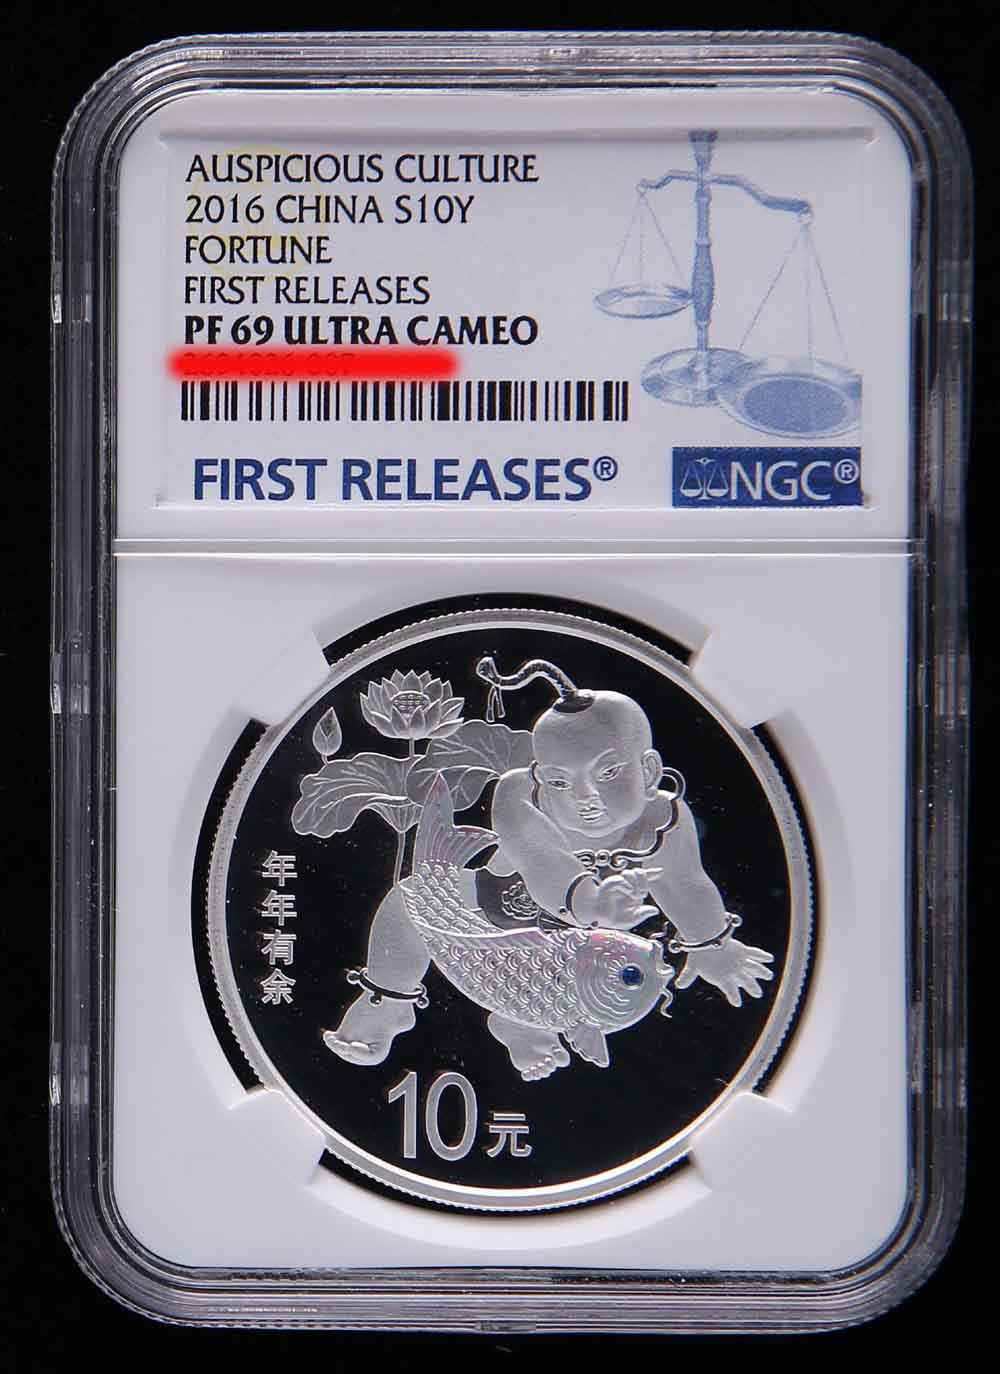 AUSPICIOUS CULTURE
2016 CHINA S10Y
FORTUNE
FIRST RELEASES
PF 69 ULTRA CAMEO
FIRST RELEASES®
NGC®
年年有余
10元